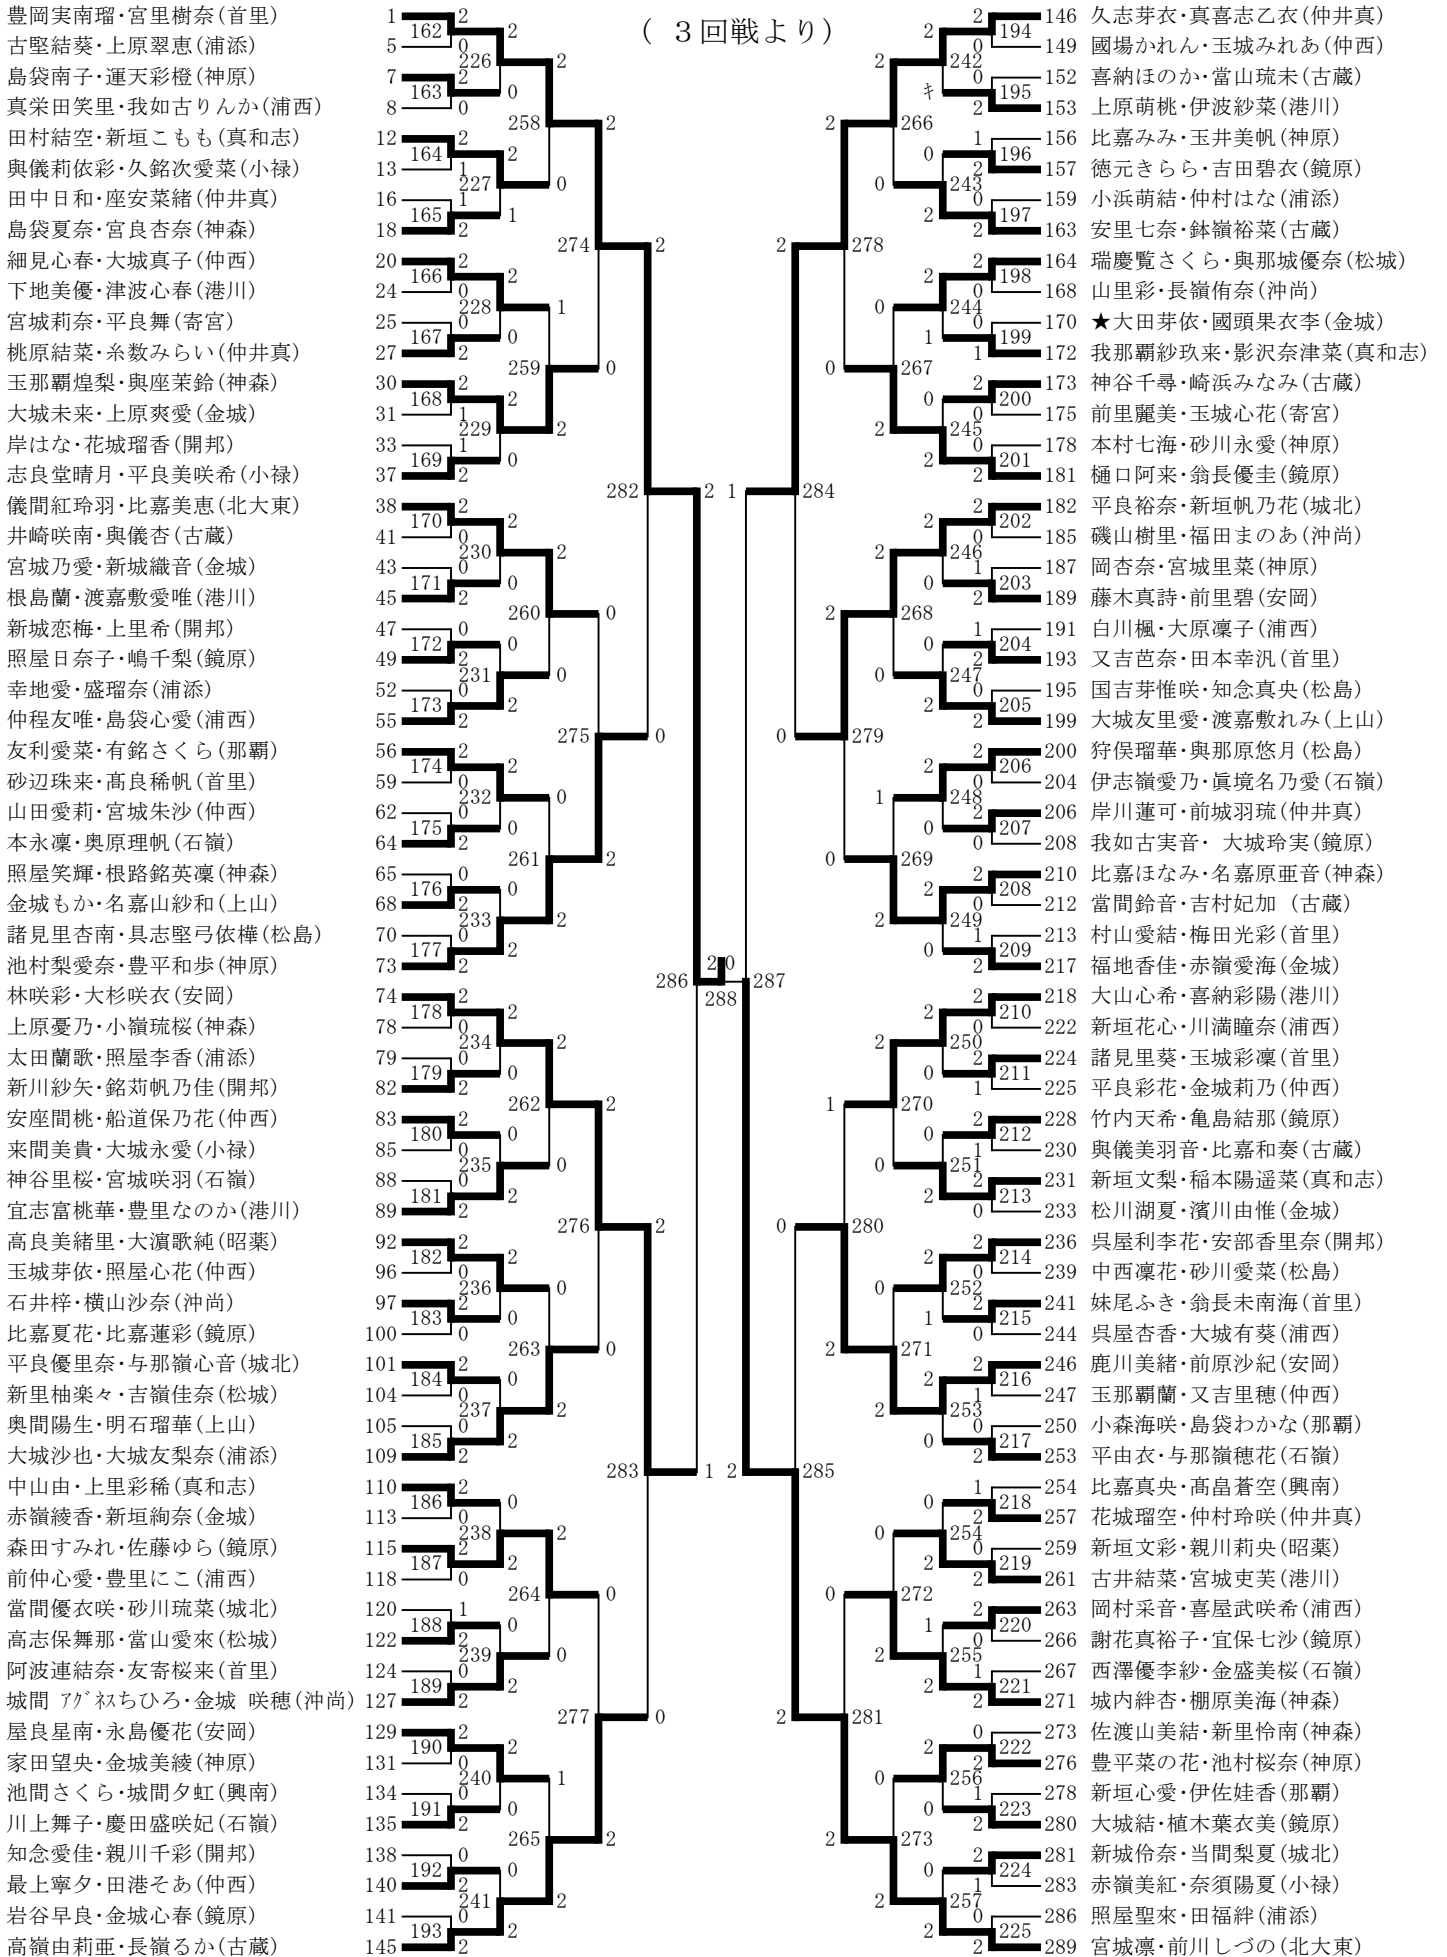 ( 3回戦より)
豊岡実南瑠・宮里樹奈(首里) 1
古堅結葵・上原翠恵(浦添) 5
島袋南子・運天彩橙(神原) 7
真栄田笑里・我如古りんか(浦西) 8
田村結空・新垣こもも(真和志) 12
與儀莉依彩・久銘次愛菜(小禄) 13
田中日和・座安菜緒(仲井真) 16
島袋夏奈・宮良杏奈(神森) 18
細見心春・大城真子(仲西) 20
下地美優・津波心春(港川) 24
宮城莉奈・平良舞(寄宮) 25
桃原結菜・糸数みらい(仲井真) 27
玉那覇煌梨・與座茉鈴(神森) 30
大城未来・上原爽愛(金城) 31
岸はな・花城瑠香(開邦) 33
志良堂晴月・平良美咲希(小禄) 37
儀間紅玲羽・比嘉美恵(北大東) 38
井崎咲南・與儀杏(古蔵) 41
宮城乃愛・新城織音(金城) 43
根島蘭・渡嘉敷愛唯(港川) 45
新城恋梅・上里希(開邦) 47
照屋日奈子・嶋千梨(鏡原) 49
幸地愛・盛瑠奈(浦添) 52
仲程友唯・島袋心愛(浦西) 55
友利愛菜・有銘さくら(那覇) 56
砂辺珠来・髙良稀帆(首里) 59
山田愛莉・宮城朱沙(仲西) 62
本永凜・奥原理帆(石嶺) 64
照屋笑輝・根路銘英凜(神森) 65
金城もか・名嘉山紗和(上山) 68
諸見里杏南・具志堅弓依樺(松島) 70
池村梨愛奈・豊平和歩(神原) 73
林咲彩・大杉咲衣(安岡) 74
上原憂乃・小嶺琉桜(神森) 78
太田蘭歌・照屋李香(浦添) 79
新川紗矢・銘苅帆乃佳(開邦) 82
安座間桃・船道保乃花(仲西) 83
来間美貴・大城永愛(小禄) 85
神谷里桜・宮城咲羽(石嶺) 88
宜志富桃華・豊里なのか(港川) 89
高良美緒里・大濵歌純(昭薬) 92
玉城芽依・照屋心花(仲西) 96
石井梓・横山沙奈(沖尚) 97
比嘉夏花・比嘉蓮彩(鏡原) 100
平良優里奈・与那嶺心音(城北) 101
新里柚楽々・吉嶺佳奈(松城) 104
奥間陽生・明石瑠華(上山) 105
大城沙也・大城友梨奈(浦添) 109
中山由・上里彩稀(真和志) 110
赤嶺綾香・新垣絢奈(金城) 113
森田すみれ・佐藤ゆら(鏡原) 115
前仲心愛・豊里にこ(浦西) 118
當間優衣咲・砂川琉菜(城北) 120
高志保舞那・當山愛來(松城) 122
阿波連結奈・友寄桜来(首里) 124
城間 アグネスちひろ・金城 咲穂(沖尚) 127
屋良星南・永島優花(安岡) 129
家田望央・金城美綾(神原) 131
池間さくら・城間夕虹(興南) 134
川上舞子・慶田盛咲妃(石嶺) 135
知念愛佳・親川千彩(開邦) 138
最上寧夕・田港そあ(仲西) 140
岩谷早良・金城心春(鏡原) 141
高嶺由莉亜・長嶺るか(古蔵) 145
146 久志芽衣・真喜志乙衣(仲井真)
149 國場かれん・玉城みれあ(仲西)
152 喜納ほのか・當山琉未(古蔵)
153 上原萌桃・伊波紗菜(港川)
156 比嘉みみ・玉井美帆(神原)
157 徳元きらら・吉田碧衣(鏡原)
159 小浜萌結・仲村はな(浦添)
163 安里七奈・鉢嶺裕菜(古蔵)
164 瑞慶覧さくら・與那城優奈(松城)
168 山里彩・長嶺侑奈(沖尚)
170 ★大田芽依・國頭果衣李(金城)
172 我那覇紗玖来・影沢奈津菜(真和志)
173 神谷千尋・崎浜みなみ(古蔵)
175 前里麗美・玉城心花(寄宮)
178 本村七海・砂川永愛(神原)
181 樋口阿来・翁長優圭(鏡原)
182 平良裕奈・新垣帆乃花(城北)
185 磯山樹里・福田まのあ(沖尚)
187 岡杏奈・宮城里菜(神原)
189 藤木真詩・前里碧(安岡)
191 白川楓・大原凜子(浦西)
193 又吉芭奈・田本幸汎(首里)
195 国吉芽惟咲・知念真央(松島)
199 大城友里愛・渡嘉敷れみ(上山)
200 狩俣瑠華・與那原悠月(松島)
204 伊志嶺愛乃・眞境名乃愛(石嶺)
206 岸川蓮可・前城羽琉(仲井真)
208 我如古実音・ 大城玲実(鏡原)
210 比嘉ほなみ・名嘉原亜音(神森)
212 當間鈴音・吉村妃加 (古蔵)
213 村山愛結・梅田光彩(首里)
217 福地香佳・赤嶺愛海(金城)
218 大山心希・喜納彩陽(港川)
222 新垣花心・川満瞳奈(浦西)
224 諸見里葵・玉城彩凜(首里)
225 平良彩花・金城莉乃(仲西)
228 竹内天希・亀島結那(鏡原)
230 與儀美羽音・比嘉和奏(古蔵)
231 新垣文梨・稲本陽遥菜(真和志)
233 松川湖夏・濱川由惟(金城)
236 呉屋利李花・安部香里奈(開邦)
239 中西凜花・砂川愛菜(松島)
241 妹尾ふき・翁長未南海(首里)
244 呉屋杏香・大城有葵(浦西)
246 鹿川美緒・前原沙紀(安岡)
247 玉那覇蘭・又吉里穂(仲西)
250 小森海咲・島袋わかな(那覇)
253 平由衣・与那嶺穂花(石嶺)
254 比嘉真央・髙畠蒼空(興南)
257 花城瑠空・仲村玲咲(仲井真)
259 新垣文彩・親川莉央(昭薬)
261 古井結菜・宮城吏芙(港川)
263 岡村采音・喜屋武咲希(浦西)
266 謝花真裕子・宜保七沙(鏡原)
267 西澤優李紗・金盛美桜(石嶺)
271 城内絆杏・棚原美海(神森)
273 佐渡山美結・新里怜南(神森)
276 豊平菜の花・池村桜奈(神原)
278 新垣心愛・伊佐娃香(那覇)
280 大城結・植木葉衣美(鏡原)
281 新城伶奈・当間梨夏(城北)
283 赤嶺美紅・奈須陽夏(小禄)
286 照屋聖來・田福絆(浦添)
289 宮城凛・前川しづの(北大東)